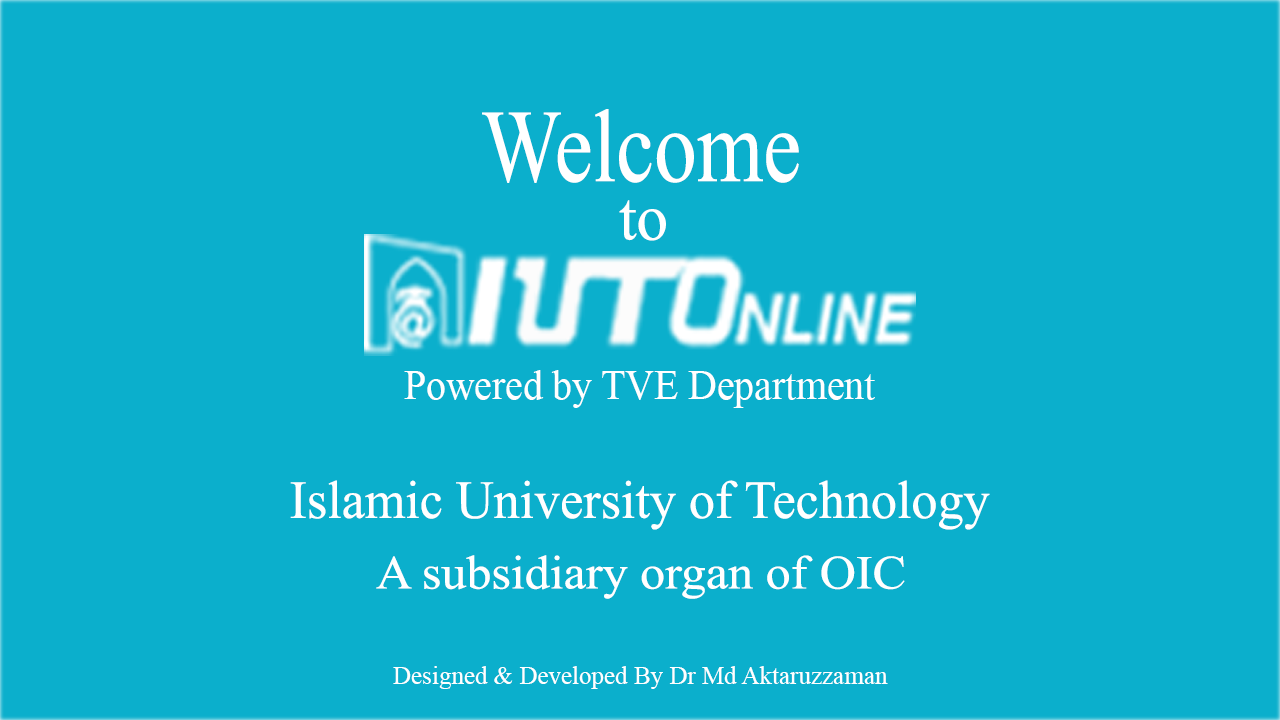 Welcome
to
IUTONLINE
Powered by TVE Department
Islamic University of Technology
A subsidiary organ of OIC
Designed & Developed By Dr Md Aktaruzzaman